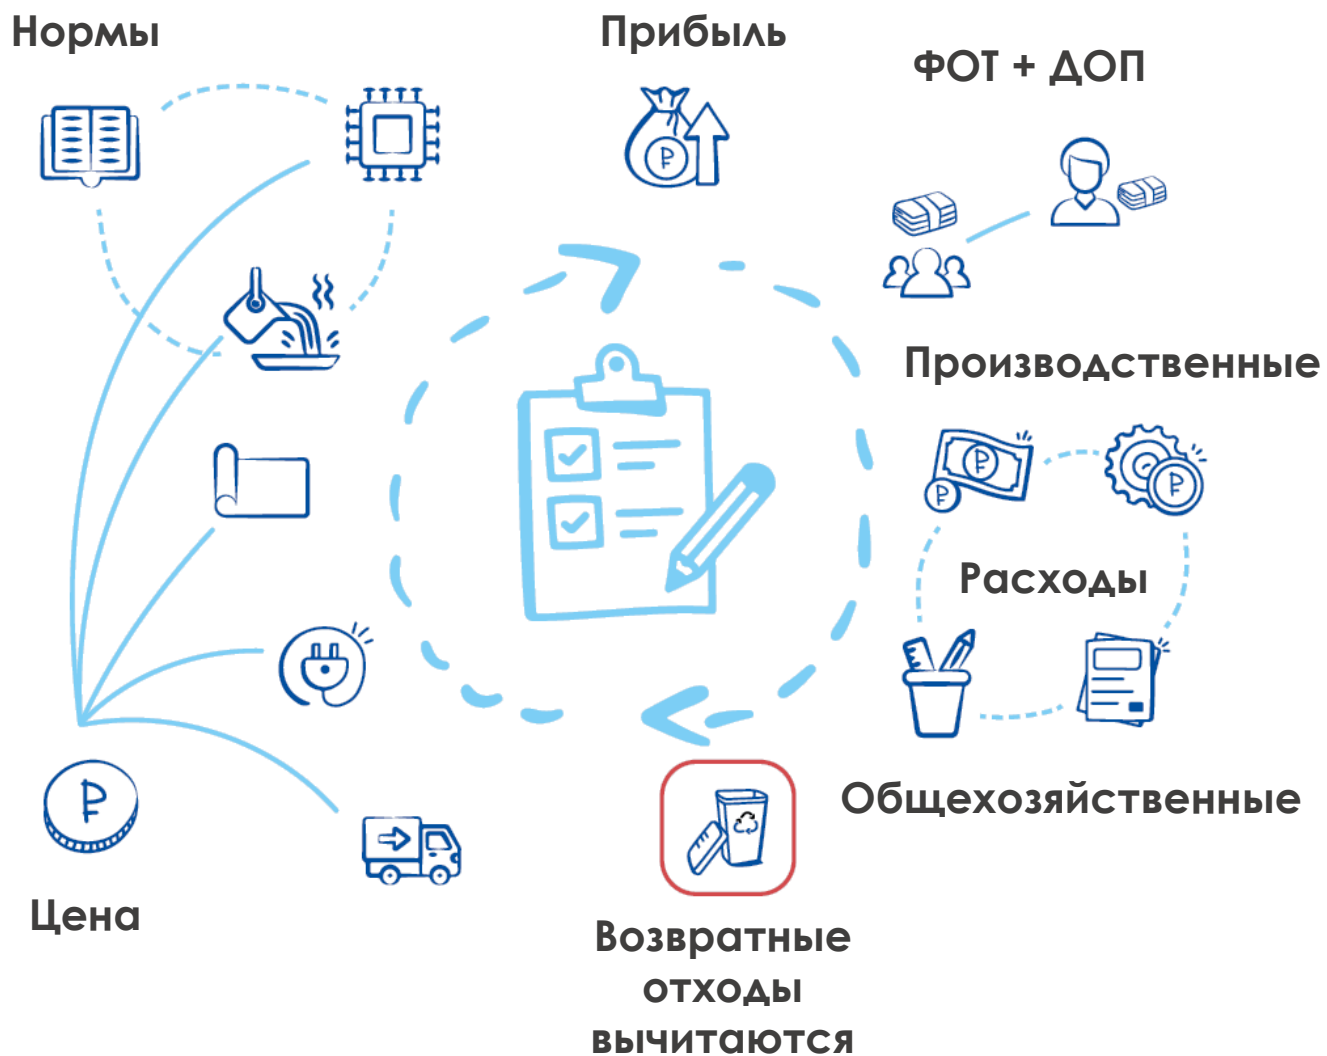 Нормы
Прибыль
ФОТ + ДОП
Производственные
Расходы
Общехозяйственные
Цена
Возвратные
отходы
вычитаются